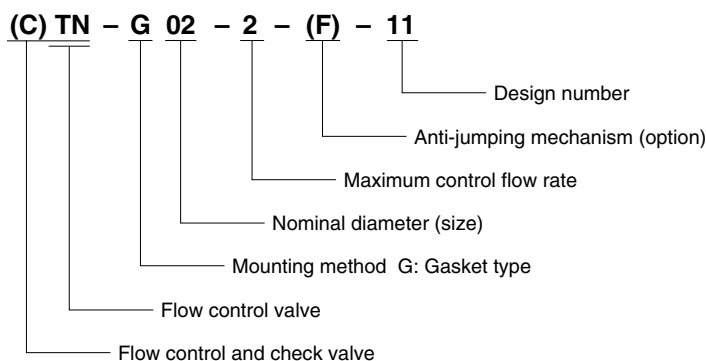 (C) TN – G 02 – 2 – (F) – 11
Design number
Anti-jumping mechanism (option)
Maximum control flow rate
Nominal diameter (size)
Mounting method G: Gasket type
Flow control valve
Flow control and check valve